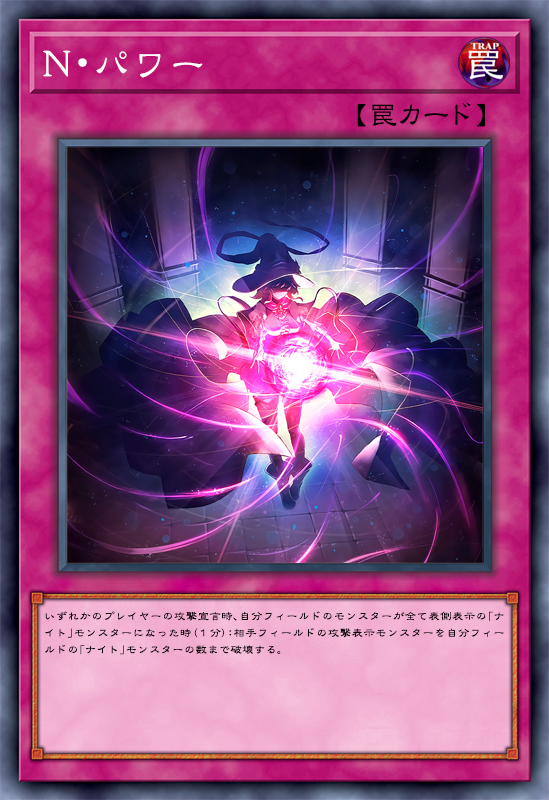 N・パワー
TRAP
罠
【罠カード】
いずれかのプレイヤーの攻撃宣言時、自分フィールドのモンスターが全て表側表示の「ナ
イト」モンスターになった時(1分):相手フィールドの攻撃表示モンスターを自分フィー
ルドの「ナイト」モンスターの数まで破壊する。